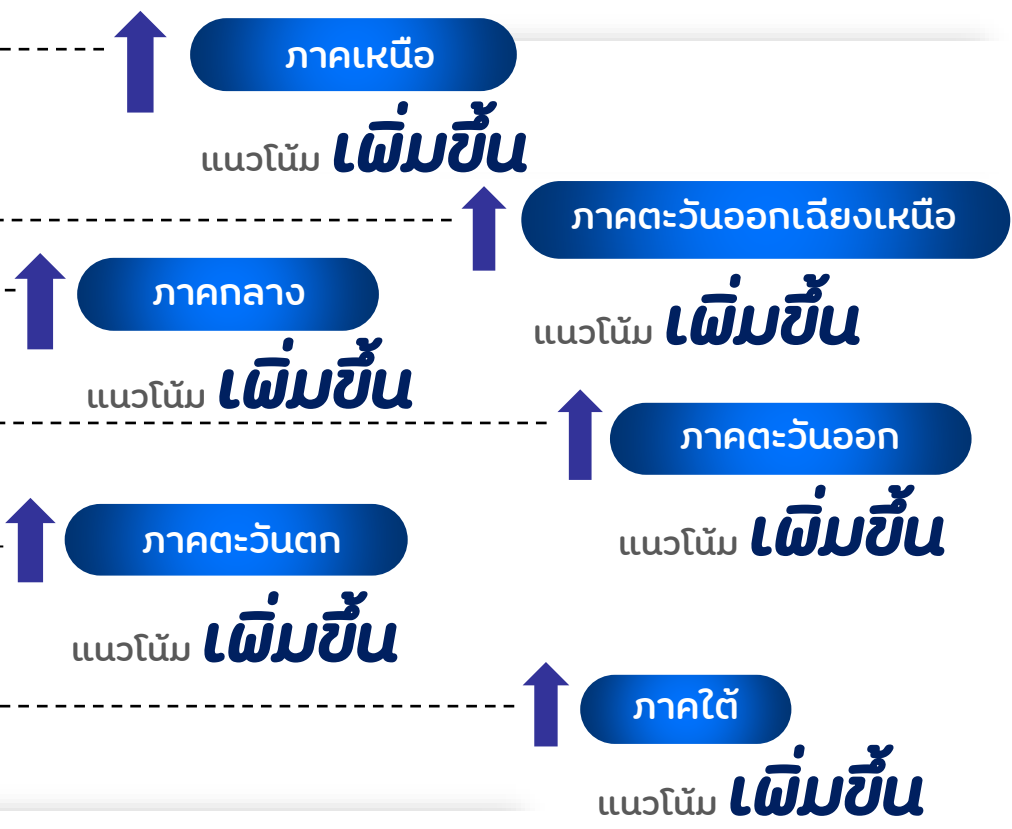 ภาคเหนือ
แนวโน้ม เพิ่มขึ้น
ภาคตะวันออกเฉียงเหนือ
แนวโน้ม เพิ่มขึ้น
ภาคกลาง
แนวโน้ม เพิ่มขึ้น
ภาคตะวันออก
แนวโน้ม เพิ่มขึ้น
ภาคตะวันตก
แนวโน้ม เพิ่มขึ้น
ภาคใต้
แนวโน้ม เพิ่มขึ้น